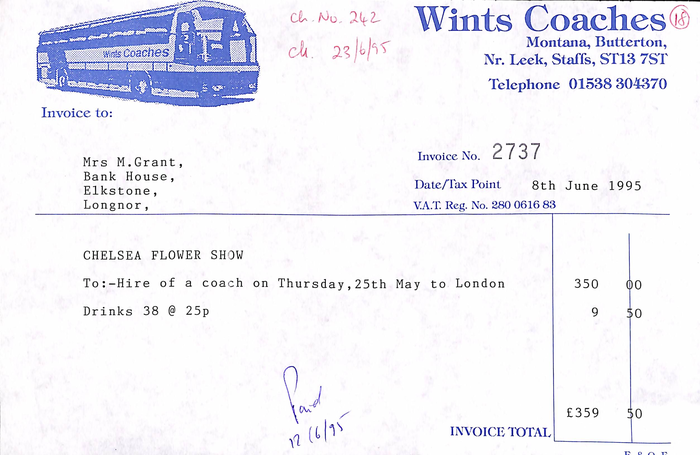 ch. No. 242
ch. 23/6/95
Wints Coaches
18
Montana, Butterton,
Nr. Leek, Staffs, ST13 7ST
Telephone 01538 304370
Wints Coaches
Invoice to:
Mrs M.Grant,
Bank House,
Elkstone,
Longnor,
Invoice No. 2737
Date/Tax Point 8th June 1995
V.A.T. Reg. No. 280 0616 83
CHELSEA FLOWER SHOW
To:-Hire of a coach on Thursday,25th May to London 350 00
Drinks 38 @ 25p 9 50
£359 50
Paid
12/6/95
INVOICE TOTAL
E & O E